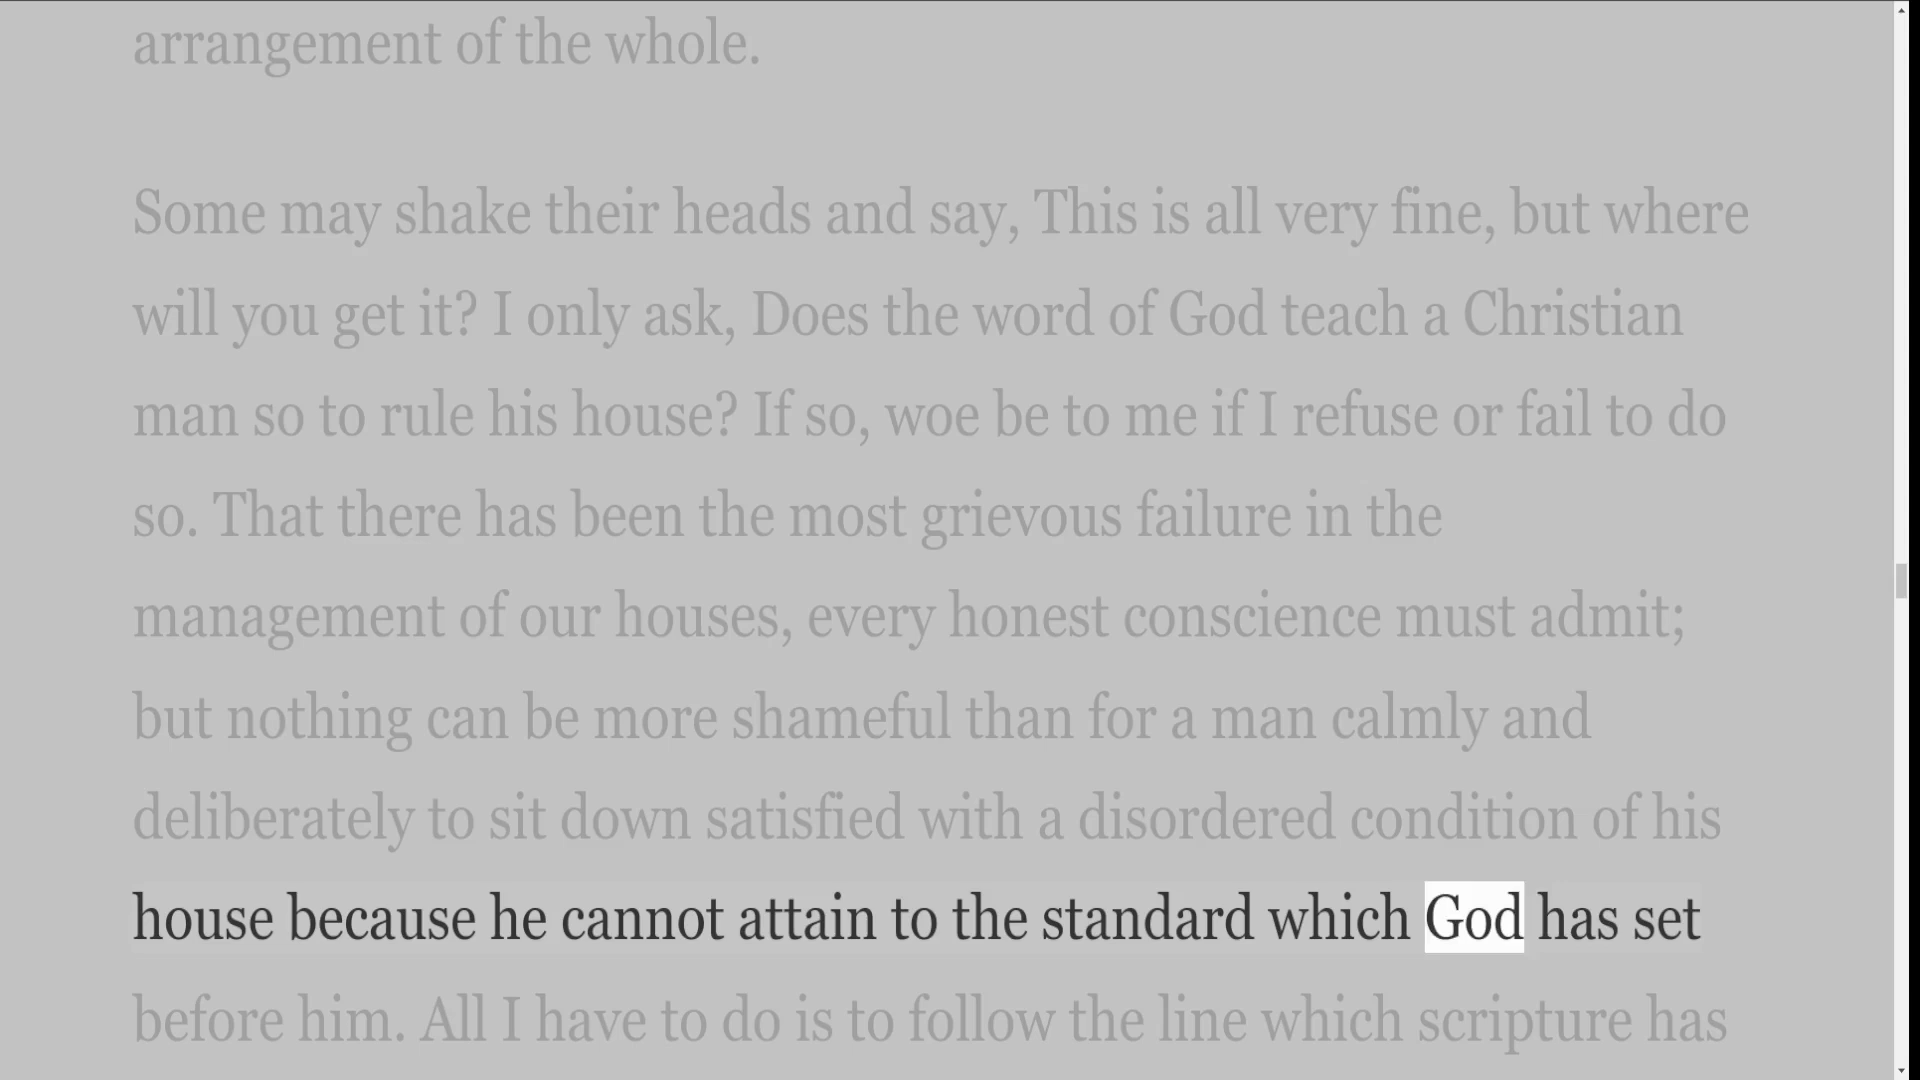 arrangement of the whole.
Some may shake their heads and say, This is all very fine, but where
will you get it? I only ask, Does the word of God teach a Christian
man so to rule his house? If so, woe be to me if I refuse or fail to do
so. That there has been the most grievous failure in the
management of our houses, every honest conscience must admit;
but nothing can be more shameful than for a man calmly and
deliberately to sit down satisfied with a disordered condition of his
house because he cannot attain to the standard which God has set
before him. All I have to do is to follow the line which scripture has